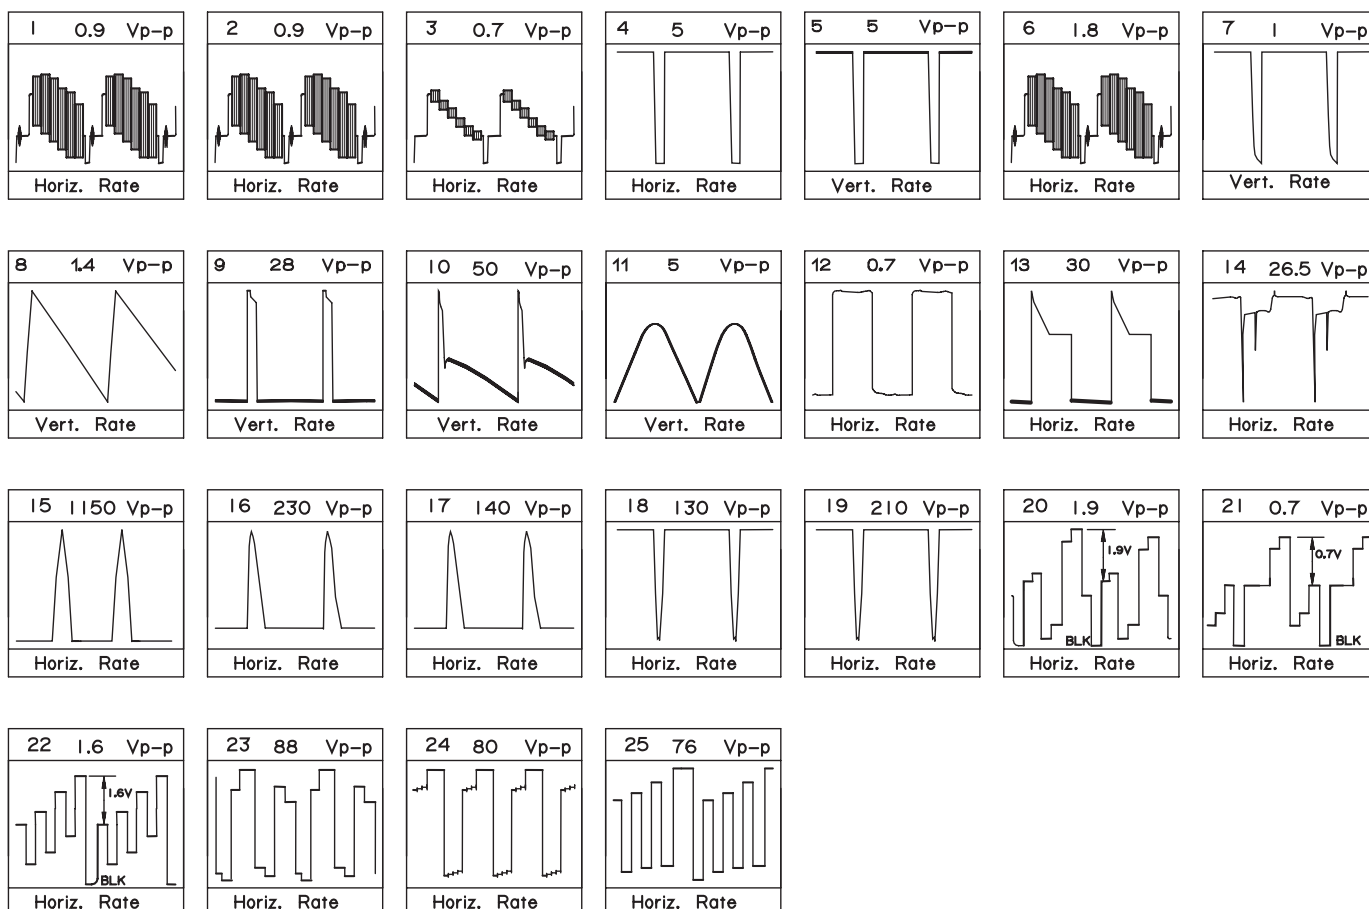 1 0.9 Vp-p
Horiz. Rate
2 0.9 Vp-p
Horiz. Rate
3 0.7 Vp-p
Horiz. Rate
4 5 Vp-p
Horiz. Rate
5 5 Vp-p
Vert. Rate
6 1.8 Vp-p
Horiz. Rate
7 1 Vp-p
Vert. Rate
8 1.4 Vp-p
Vert. Rate
9 28 Vp-p
Vert. Rate
10 50 Vp-p
Vert. Rate
11 5 Vp-p
Vert. Rate
12 0.7 Vp-p
Horiz. Rate
13 30 Vp-p
Horiz. Rate
14 26.5 Vp-p
Horiz. Rate
15 1150 Vp-p
Horiz. Rate
16 230 Vp-p
Horiz. Rate
17 140 Vp-p
Horiz. Rate
18 130 Vp-p
Horiz. Rate
19 210 Vp-p
Horiz. Rate
20 1.9 Vp-p
1.9V
BLK
Horiz. Rate
21 0.7 Vp-p
0.7V
BLK
Horiz. Rate
22 1.6 Vp-p
1.6V
BLK
Horiz. Rate
23 88 Vp-p
Horiz. Rate
24 80 Vp-p
Horiz. Rate
25 76 Vp-p
Horiz. Rate